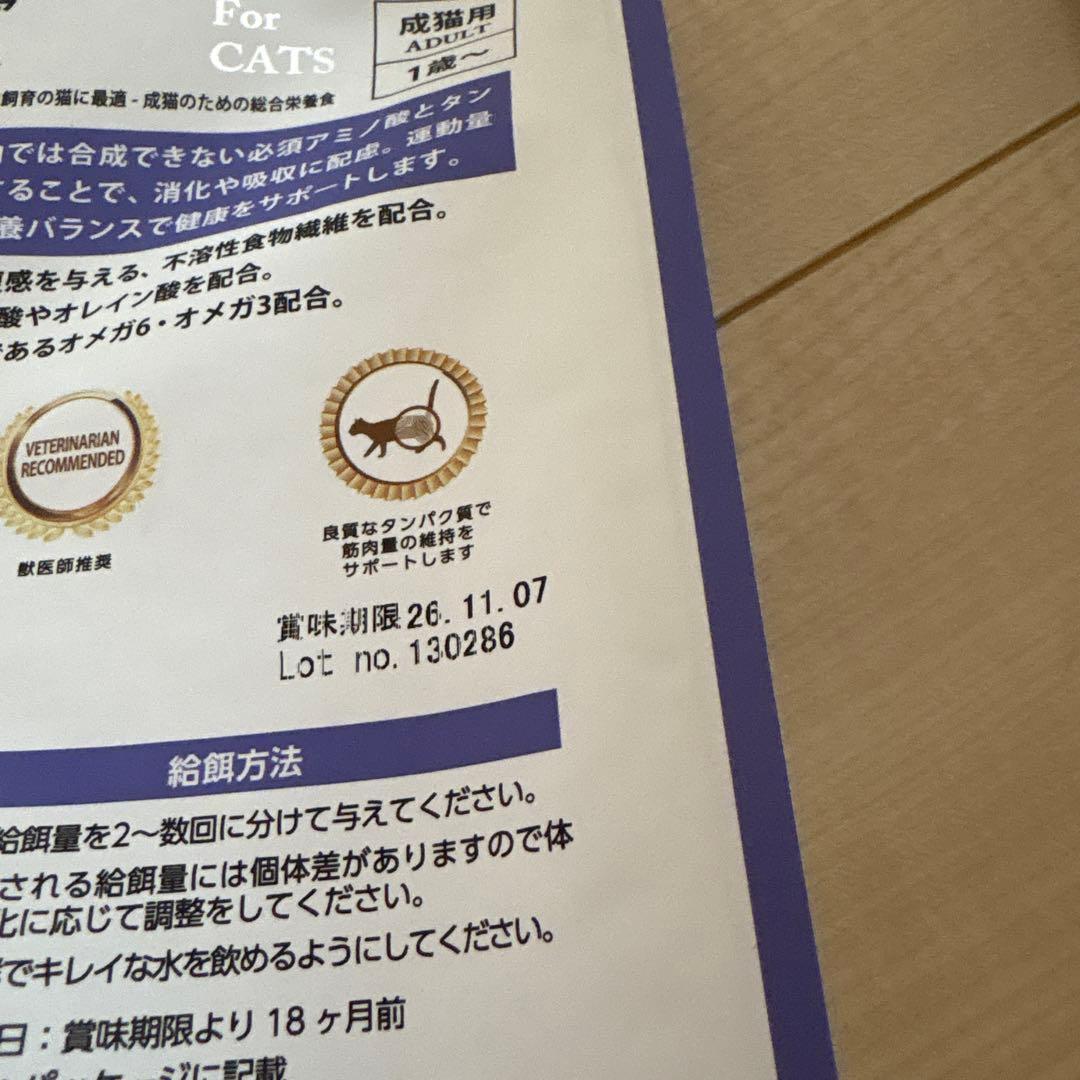 For
CATS
成猫用
ADULT
1歳～
飼育の猫に最適 - 成猫のための総合栄養食
では合成できない必須アミノ酸とタン
することで、消化や吸収に配慮。運動量
養バランスで健康をサポートします。
感を与える、不溶性食物繊維を配合。
酸やオレイン酸を配合。
であるオメガ6・オメガ3配合。
VETERINARIAN
RECOMMENDED
獣医師推奨
良質なタンパク質で
筋肉量の維持を
サポートします
賞味期限 26.11.07
Lot no. 130286
給餌方法
給餌量を2～数回に分けて与えてください。
される給餌量には個体差がありますので体
化に応じて調整をしてください。
でキレイな水を飲めるようにしてください。
日：賞味期限より 18 ヶ月前
パッケージに記載